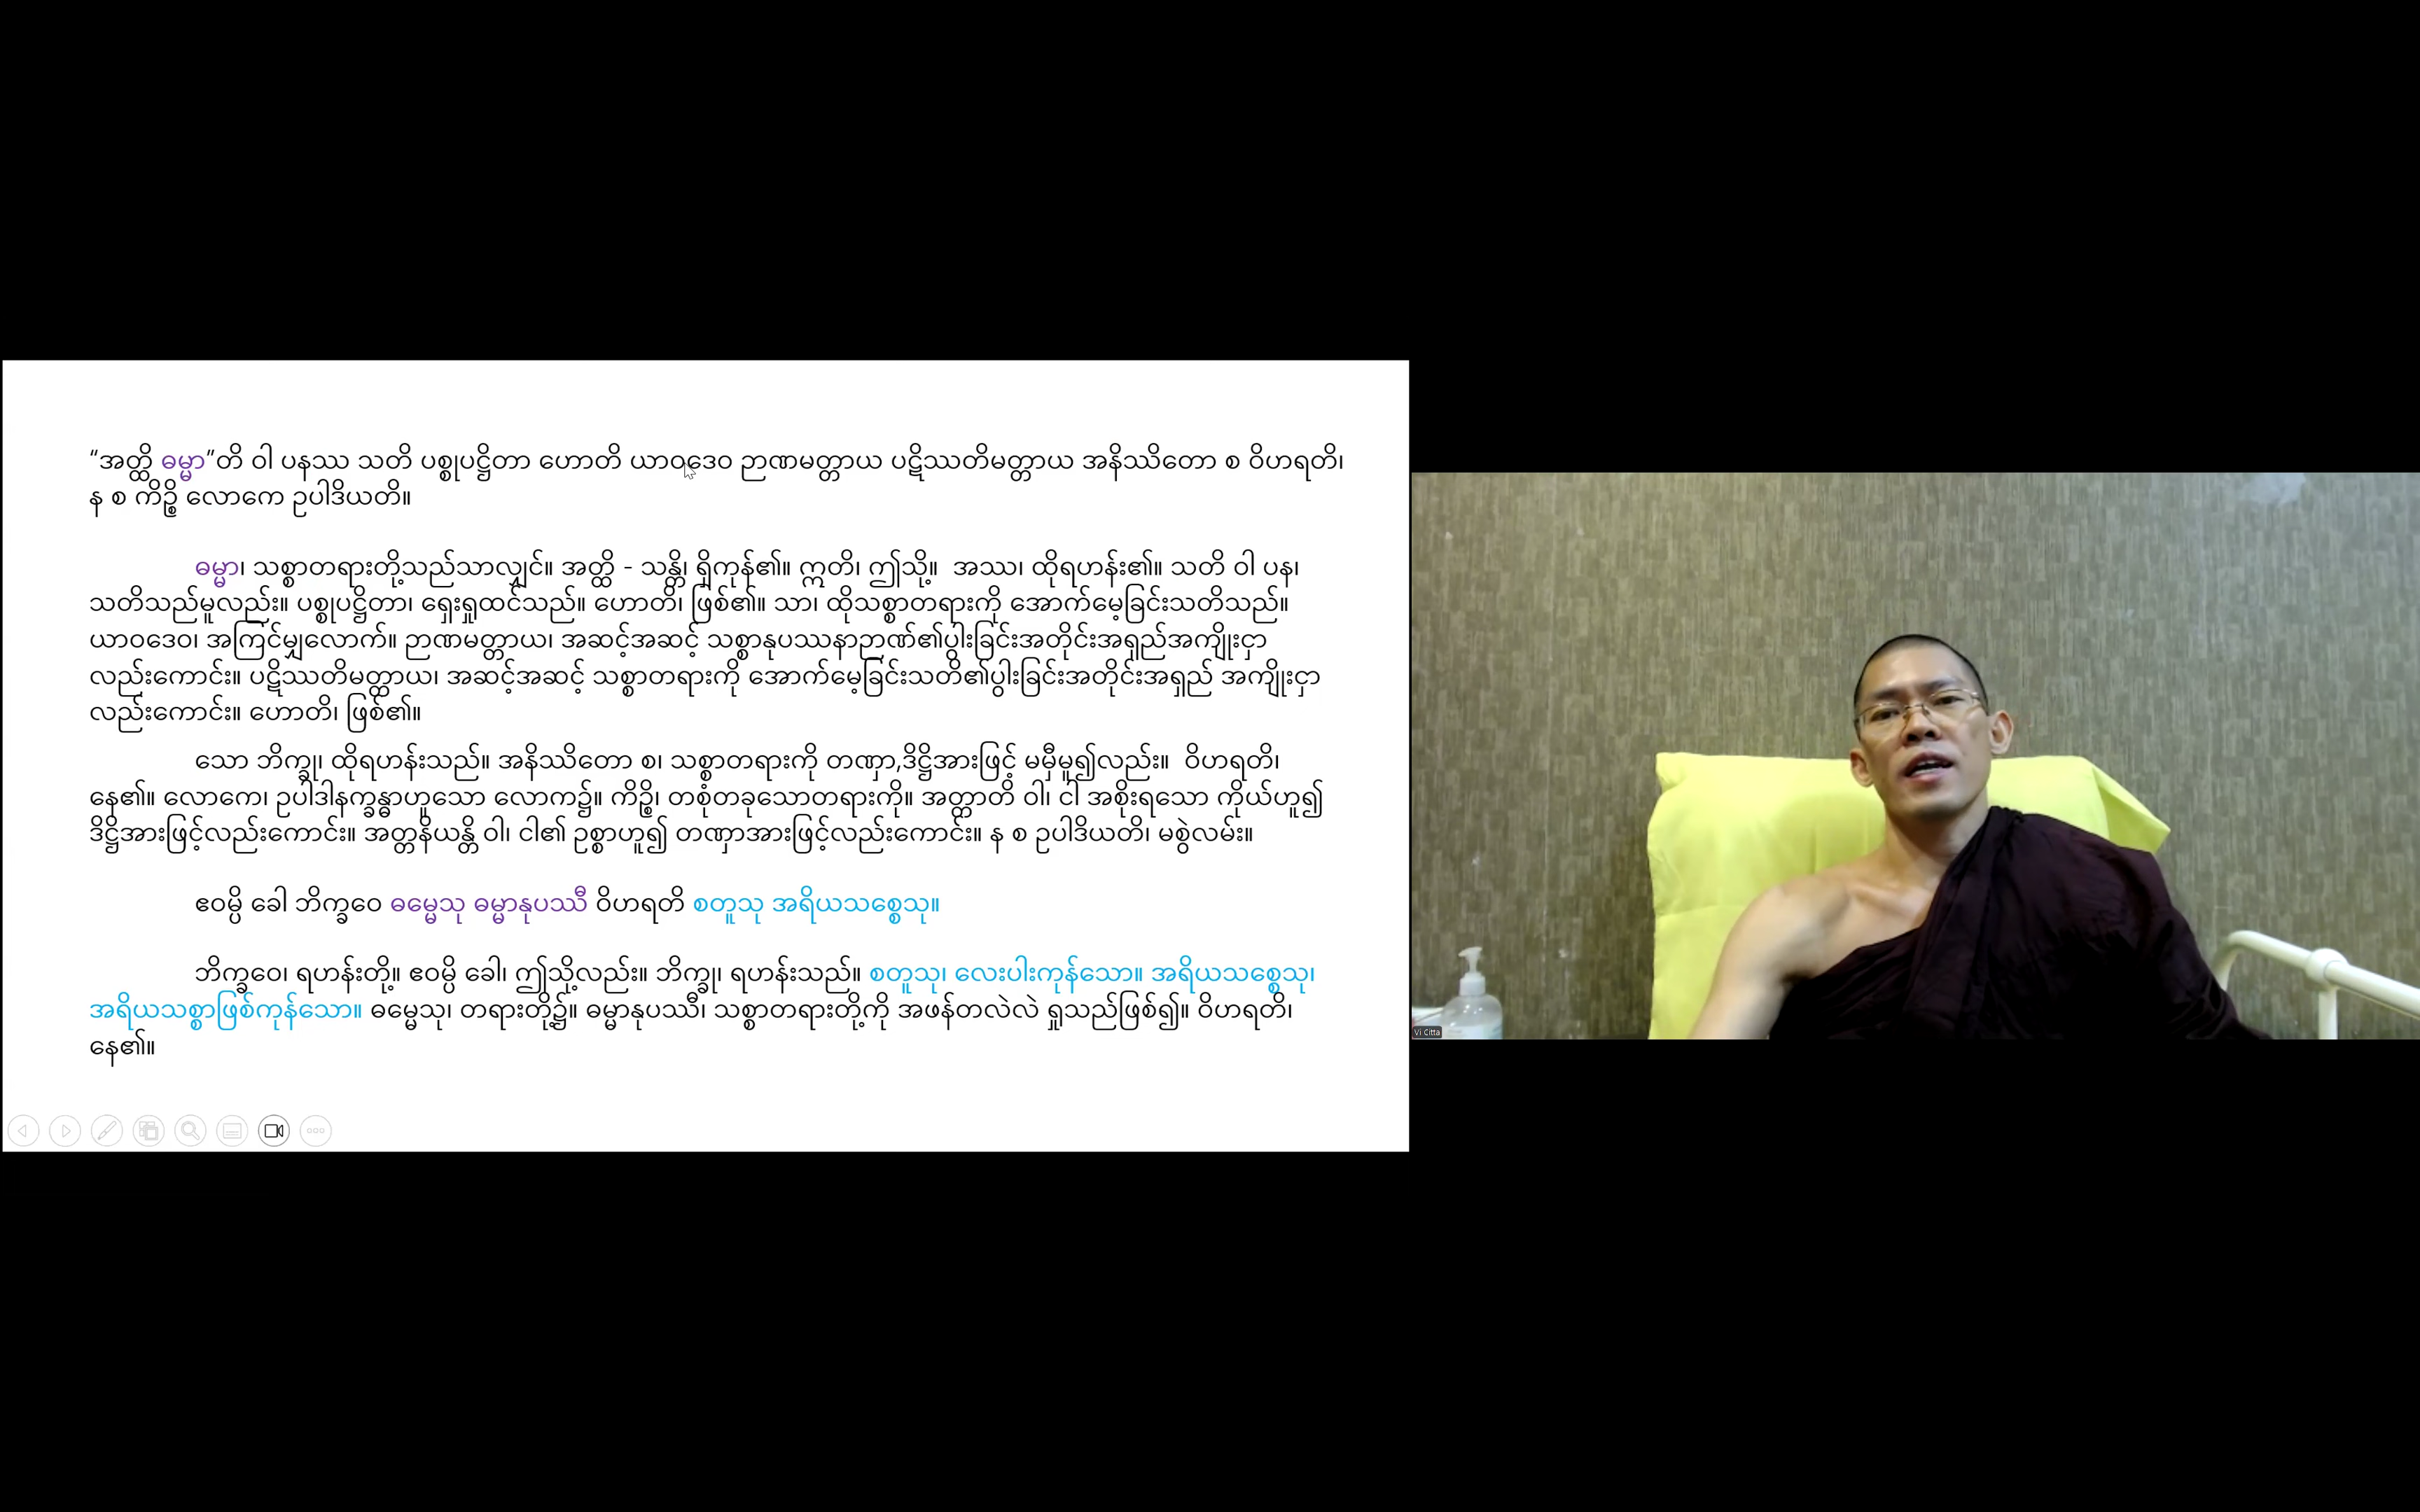 “အတ္ထိ ဓမ္မာ”တိ ဝါ ပနဿ သတိ ပစ္စုပဋ္ဌိတာ ဟောတိ ယာဝဒေဝ ဉာဏမတ္တာယ ပဋိဿတိမတ္တာယ အနိဿိတော စ ဝိဟရတိ၊
န စ ကိဉ္စိ လောကေ ဥပါဒိယတိ။
ဓမ္မာ၊ သစ္စာတရားတို့သည်သာလျှင်။ အတ္ထိ - သန္တိ၊ ရှိကုန်၏။ ဣတိ၊ ဤသို့။ အဿ၊ ထိုရဟန်း၏။ သတိ ဝါ ပန၊
သတိသည်မူလည်း။ ပစ္စုပဋ္ဌိတာ၊ ရှေးရှုထင်သည်။ ဟောတိ၊ ဖြစ်၏။ သာ၊ ထိုသစ္စာတရားကို အောက်မေ့ခြင်းသတိသည်။
ယာဝဒေဝ၊ အကြင်မျှလောက်။ ဉာဏမတ္တာယ၊ အဆင့်အဆင့် သစ္စာနုပဿနာဉာဏ်၏ပွါးခြင်းအတိုင်းအရှည်အကျိုးငှာ
လည်းကောင်း။ ပဋိဿတိမတ္တာယ၊ အဆင့်အဆင့် သစ္စာတရားကို အောက်မေ့ခြင်းသတိ၏ပွါးခြင်းအတိုင်းအရှည် အကျိုးငှာ
လည်းကောင်း။ ဟောတိ၊ ဖြစ်၏။
သော ဘိက္ခု၊ ထိုရဟန်းသည်။ အနိဿိတော စ၊ သစ္စာတရားကို တဏှာ,ဒိဋ္ဌိအားဖြင့် မမှီမူ၍လည်း။ ဝိဟရတိ၊
နေ၏။ လောကေ၊ ဥပါဒါနက္ခန္ဓာဟူသော လောက၌။ ကိဉ္စိ၊ တစုံတခုသောတရားကို။ အတ္တာတိ ဝါ၊ ငါ အစိုးရသော ကိုယ်ဟူ၍
ဒိဋ္ဌိအားဖြင့်လည်းကောင်း။ အတ္တနိယန္တိ ဝါ၊ ငါ၏ ဥစ္စာဟူ၍ တဏှာအားဖြင့်လည်းကောင်း။ န စ ဥပါဒိယတိ၊ မစွဲလမ်း။
ဧဝမ္ပိ ခေါ ဘိက္ခဝေ ဓမ္မေသု ဓမ္မာနုပဿီ ဝိဟရတိ စတူသု အရိယသစ္စေသု။
ဘိက္ခဝေ၊ ရဟန်းတို့။ ဧဝမ္ပိ ခေါ၊ ဤသို့လည်း။ ဘိက္ခု၊ ရဟန်းသည်။ စတူသု၊ လေးပါးကုန်သော။ အရိယသစ္စေသု၊
အရိယသစ္စာဖြစ်ကုန်သော။ ဓမ္မေသု၊ တရားတို့၌။ ဓမ္မာနုပဿီ၊ သစ္စာတရားတို့ကို အဖန်တလဲလဲ ရှုသည်ဖြစ်၍။ ဝိဟရတိ၊
နေ၏။
Vi Citta